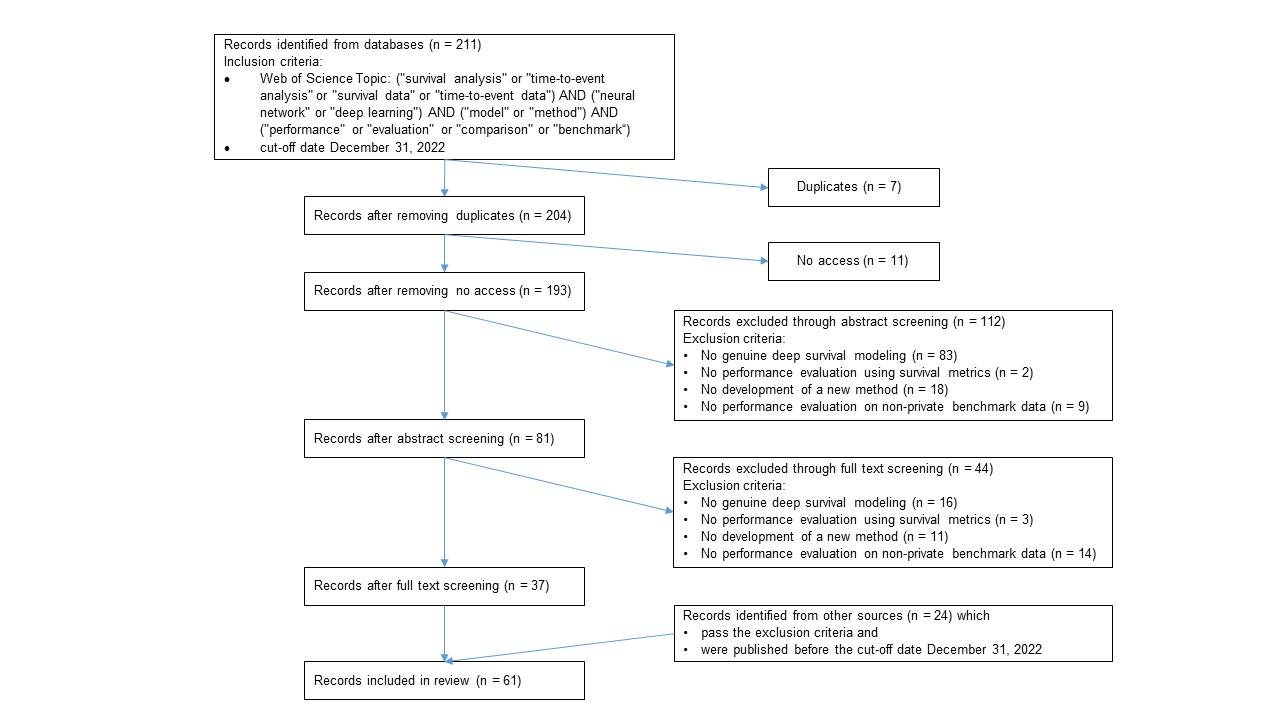 Records identified from databases (n = 211)
Inclusion criteria:
• Web of Science Topic: ("survival analysis" or "time-to-event
analysis" or "survival data" or "time-to-event data") AND ("neural
network" or "deep learning") AND ("model" or "method") AND
("performance" or "evaluation" or "comparison" or "benchmark“)
• cut-off date December 31, 2022
Duplicates (n = 7)
Records after removing duplicates (n = 204)
No access (n = 11)
Records after removing no access (n = 193)
Records excluded through abstract screening (n = 112)
Exclusion criteria:
• No genuine deep survival modeling (n = 83)
• No performance evaluation using survival metrics (n = 2)
• No development of a new method (n = 18)
• No performance evaluation on non-private benchmark data (n = 9)
Records after abstract screening (n = 81)
Records excluded through full text screening (n = 44)
Exclusion criteria:
• No genuine deep survival modeling (n = 16)
• No performance evaluation using survival metrics (n = 3)
• No development of a new method (n = 11)
• No performance evaluation on non-private benchmark data (n = 14)
Records after full text screening (n = 37)
Records identified from other sources (n = 24) which
• pass the exclusion criteria and
• were published before the cut-off date December 31, 2022
Records included in review (n = 61)